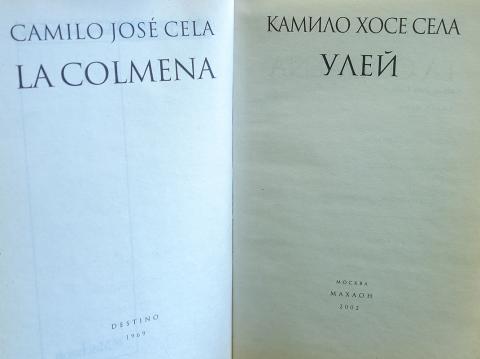 CAMILO JOSÉ CELA
LA COLMENA
DESTINO
1969
КАМИЛО ХОСЕ СЕЛА
УЛЕЙ
МОСКВА
МАХАОН
2002